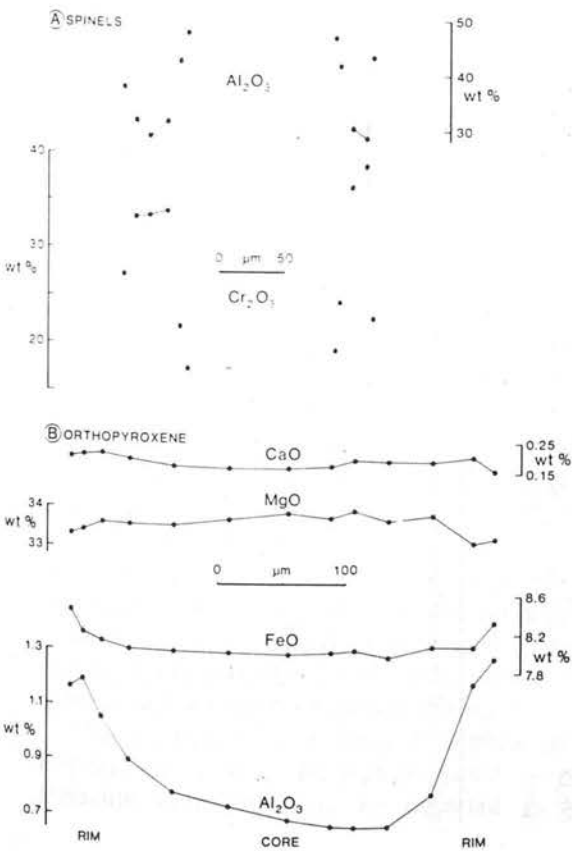 Ⓐ SPINELS
50
Al₂O₃
40
wt %
30
40
30
wt %
0 μm 50
Cr₂O₃
20
Ⓑ ORTHOPYROXENE
CaO
0.25
wt %
0.15
MgO
34
wt %
33
0 μm 100
8.6
FeO
8.2
wt %
7.8
1.3
1.1
wt %
0.9
0.7
Al₂O₃
RIM CORE RIM